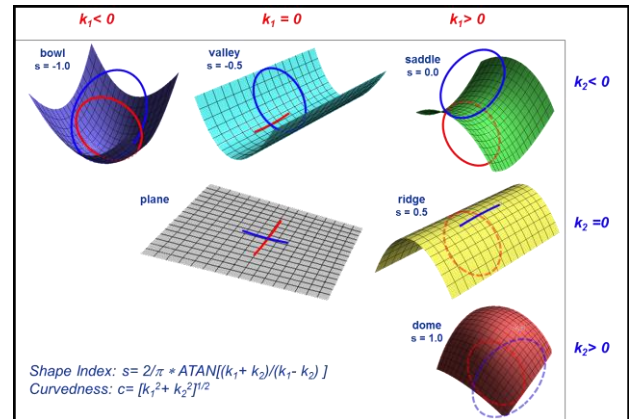 k₁< 0
k₁ = 0
k₁> 0
bowl
s = -1.0
valley
s = -0.5
saddle
s = 0.0
k₂< 0
plane
ridge
s = 0.5
k₂ =0
dome
s = 1.0
k₂> 0
Shape Index: s= 2/π * ATAN[(k₁+ k₂)/(k₁- k₂) ]
Curvedness: c= [k₁²+ k₂²]¹ᐟ²